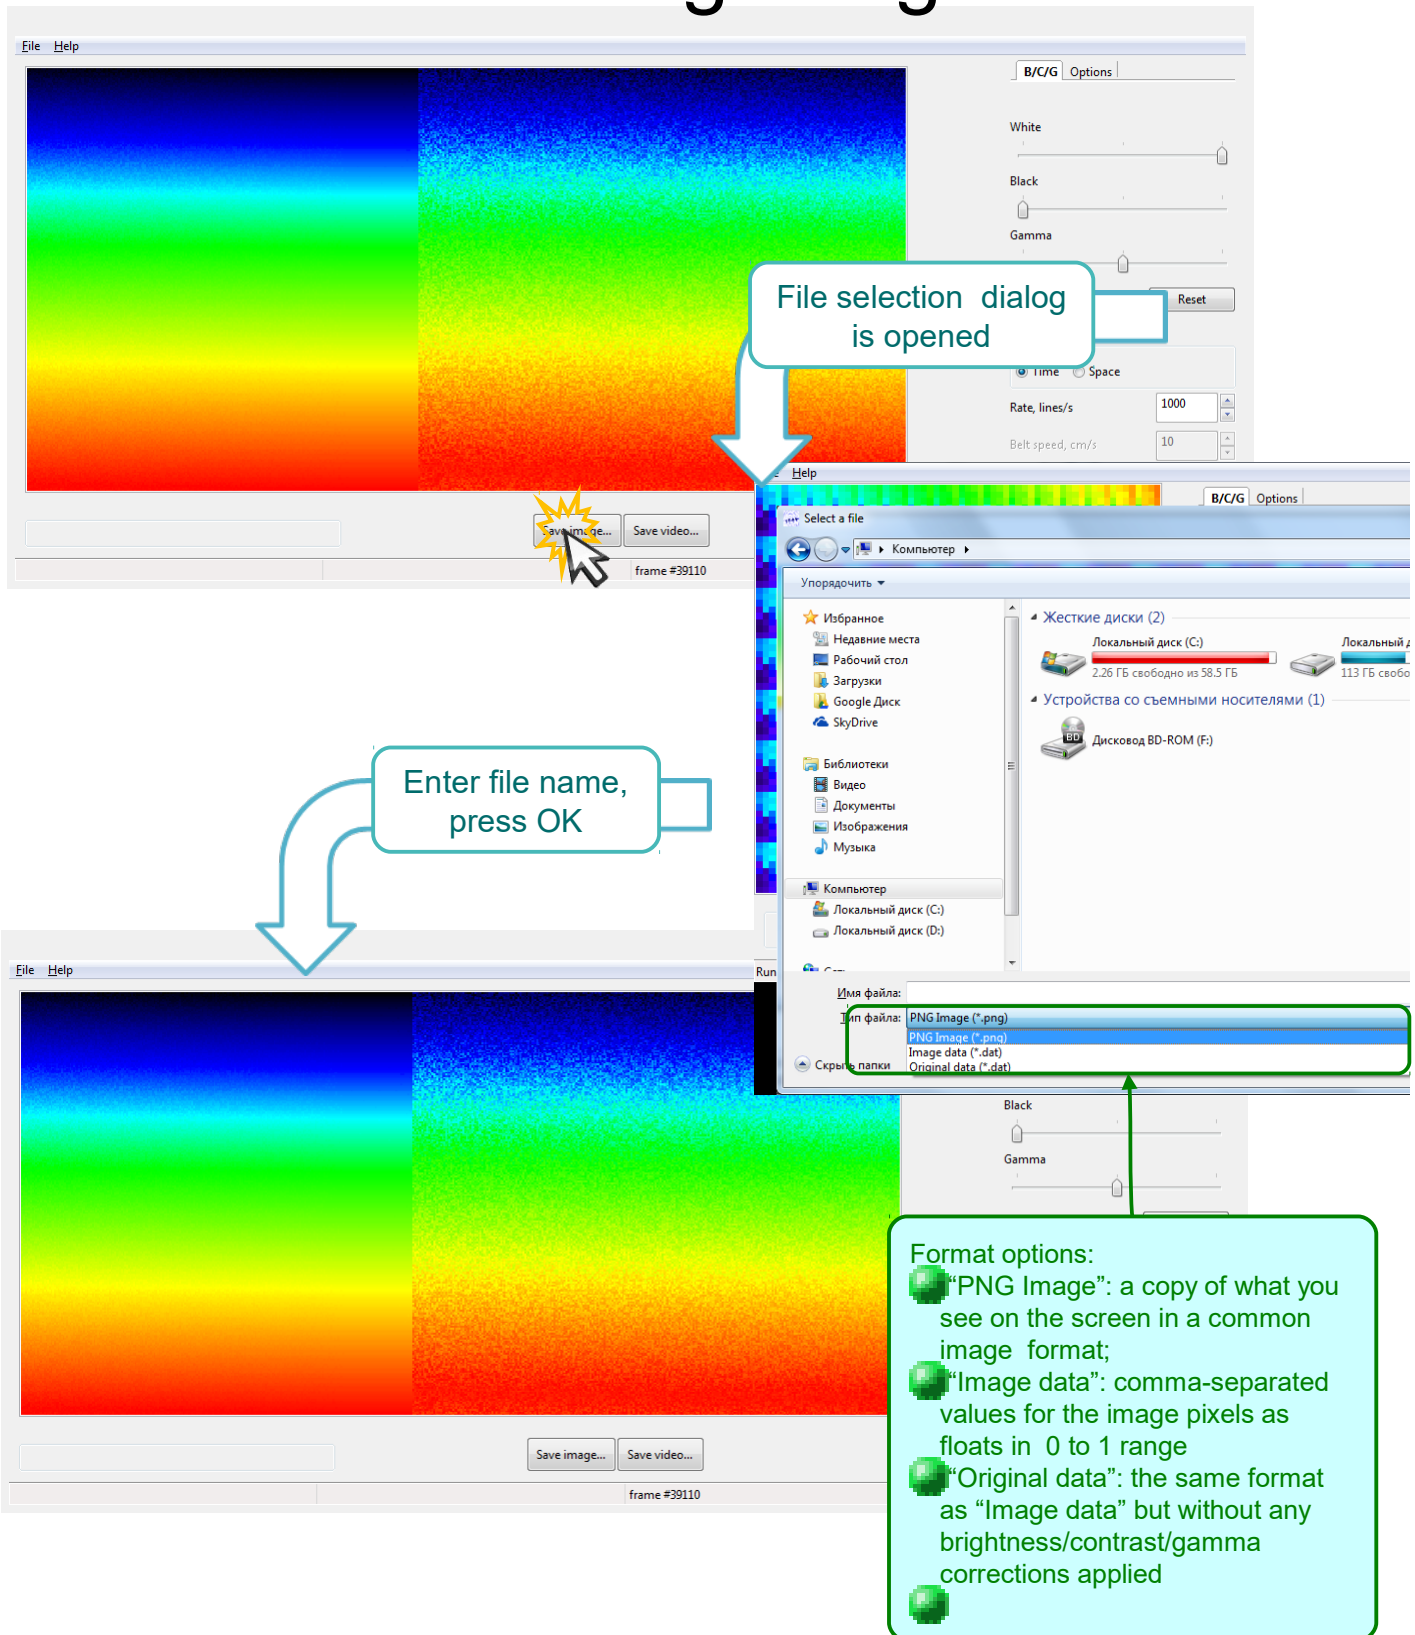 File Help
B/C/G Options
White
Black
Gamma
File selection dialog
is opened
Reset
Time Space
Rate, lines/s 1000
Belt speed, cm/s 10
Save image... Save video...
frame #39110
Help
B/C/G Options
Select a file
Компьютер
Упорядочить
Избранное
Недавние места
Рабочий стол
Загрузки
Google Диск
SkyDrive
Библиотеки
Видео
Документы
Изображения
Музыка
Компьютер
Локальный диск (C:)
Локальный диск (D:)
Жесткие диски (2)
Локальный диск (C:)
2.26 ГБ свободно из 58.5 ГБ
Локальный
113 ГБ
Устройства со съемными носителями (1)
Дисковод BD-ROM (F:)
Имя файла:
Тип файла: PNG Image (*.png)
PNG Image (*.png)
Image data (*.dat)
Original data (*.dat)
Скрыть папки
Run
Enter file name,
press OK
File Help
Black
Gamma
Save image... Save video...
frame #39110
Format options:
“PNG Image”: a copy of what you
see on the screen in a common
image format;
“Image data”: comma-separated
values for the image pixels as
floats in 0 to 1 range
“Original data”: the same format
as “Image data” but without any
brightness/contrast/gamma
corrections applied